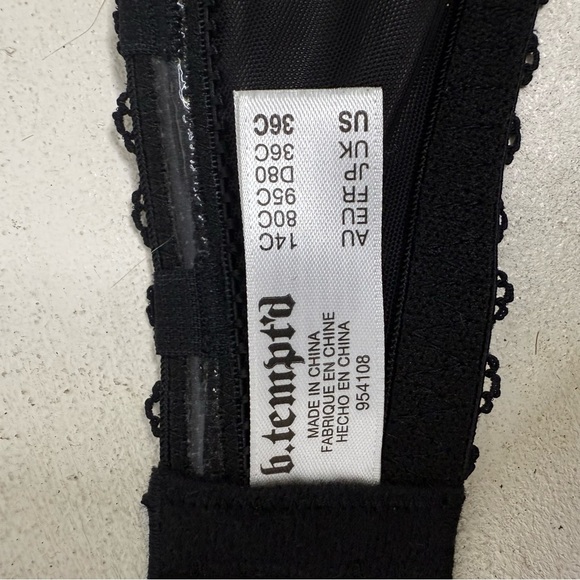 US 36C
UK 36C
JP D80
FR 95C
EU 80C
AU 14C
b.tempt'd
MADE IN CHINA
FABRIQUE EN CHINE
HECHO EN CHINA
954108